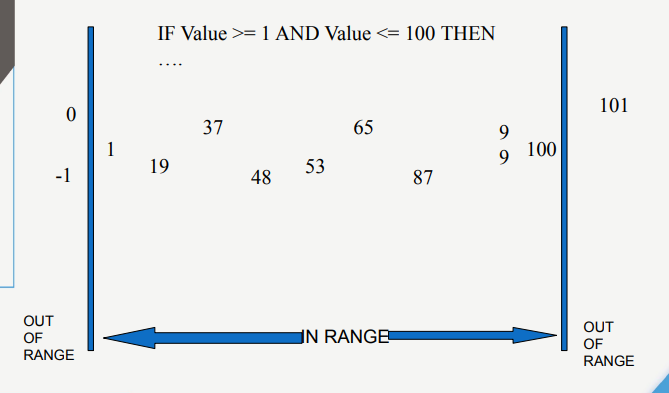 IF Value >= 1 AND Value <= 100 THEN
….
0
-1
1
19
37
48
53
65
87
9
9
100
101
OUT
OF
RANGE
IN RANGE
OUT
OF
RANGE